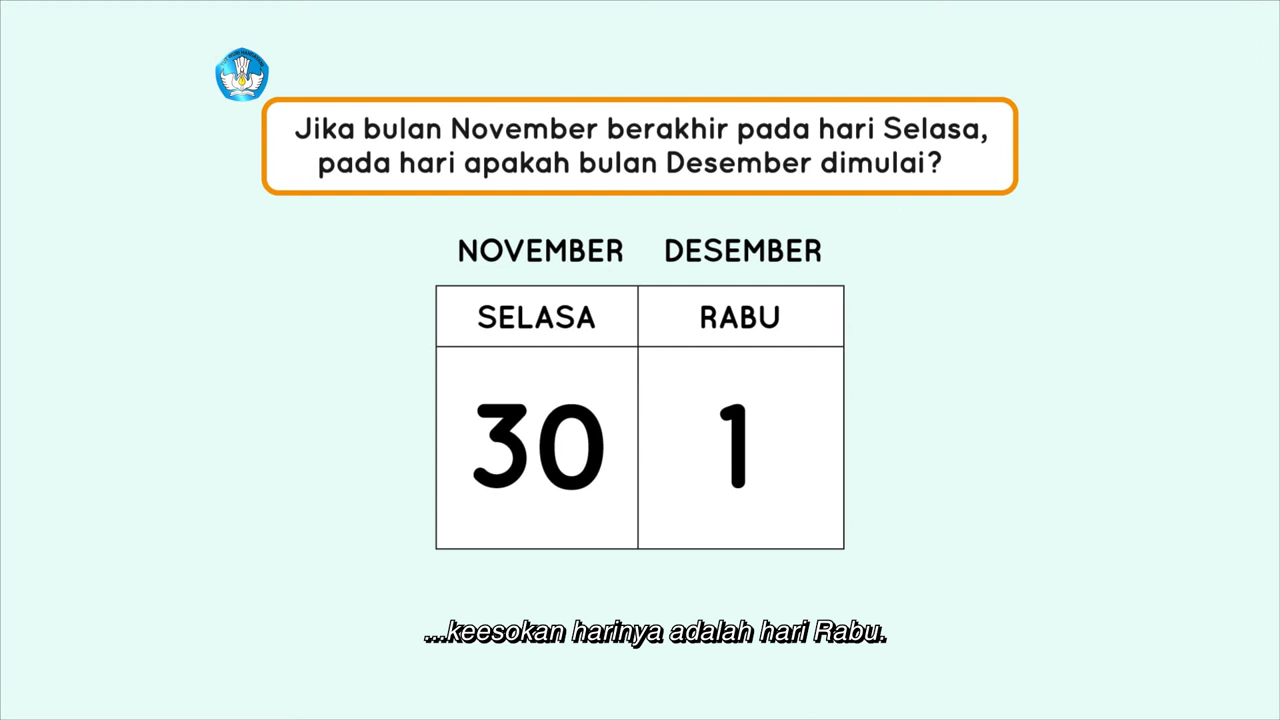 Jika bulan November berakhir pada hari Selasa,
pada hari apakah bulan Desember dimulai?
NOVEMBER DESEMBER
SELASA RABU
30 1
...keesokan harinya adalah hari Rabu.